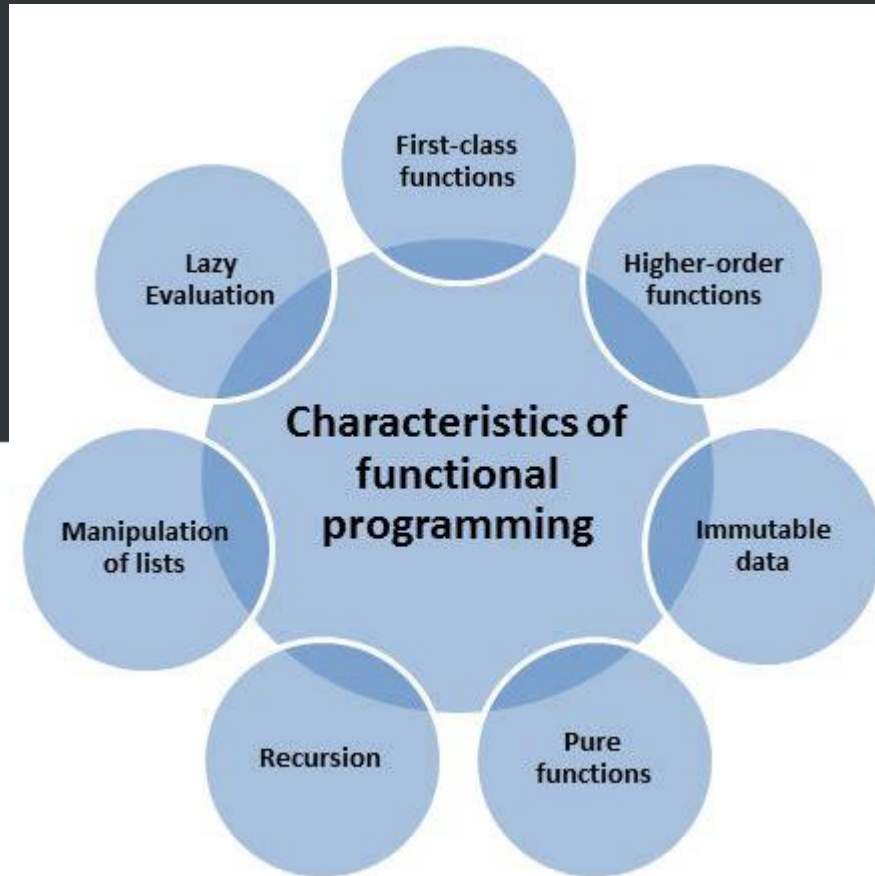 First-class
functions
Higher-order
functions
Immutable
data
Pure
functions
Recursion
Manipulation
of lists
Lazy
Evaluation
Characteristics of
functional
programming